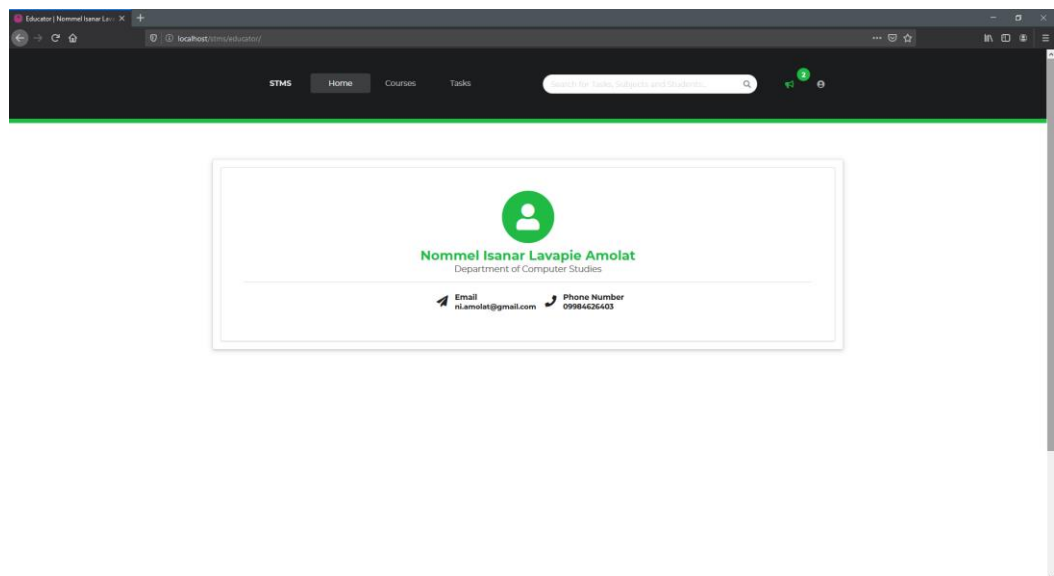 Educator | Nommel Isanar Lava
localhost/stms/educator/
STMS Home Courses Tasks Search for Tasks, Subjects and Students... 2
Nommel Isanar Lavapie Amolat
Department of Computer Studies
Email Phone Number
ni.amolat@gmail.com 09984626403